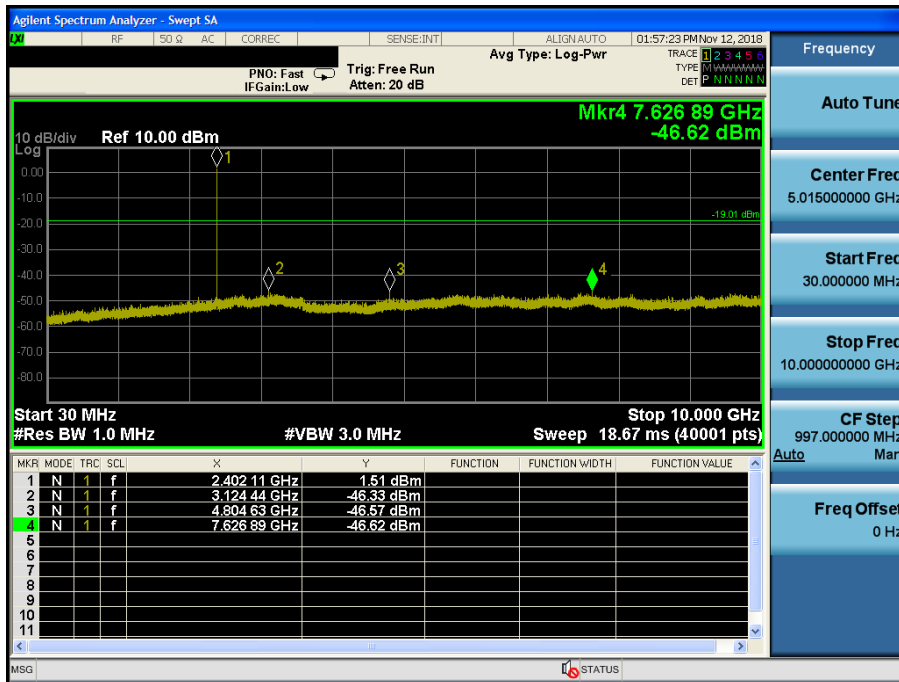 Agilent Spectrum Analyzer - Swept SA
LXI RF 50 Ω AC CORREC SENSE:INT ALIGN AUTO 01:57:23 PM Nov 12, 2018
Avg Type: Log-Pwr TRACE 1 2 3 4 5 6
PNO: Fast Trig: Free Run TYPE M WWWWW
IFGain:Low Atten: 20 dB DET P N N N N N
Mkr4 7.626 89 GHz
-46.62 dBm
10 dB/div Ref 10.00 dBm
Log
1
0.00
-10.0
-19.01 dBm
-20.0
-30.0
2 3 4
-40.0
-50.0
-60.0
-70.0
-80.0
Start 30 MHz Stop 10.000 GHz
#Res BW 1.0 MHz #VBW 3.0 MHz Sweep 18.67 ms (40001 pts)
MKR MODE TRC SCL X Y FUNCTION FUNCTION WIDTH FUNCTION VALUE
1 N 1 f 2.402 11 GHz 1.51 dBm
2 N 1 f 3.124 44 GHz -46.33 dBm
3 N 1 f 4.804 63 GHz -46.57 dBm
4 N 1 f 7.626 89 GHz -46.62 dBm
5
6
7
8
9
10
11
MSG STATUS
Frequency
Auto Tune
Center Freq
5.015000000 GHz
Start Freq
30.000000 MHz
Stop Freq
10.000000000 GHz
CF Step
997.000000 MHz
Auto Man
Freq Offset
0 Hz